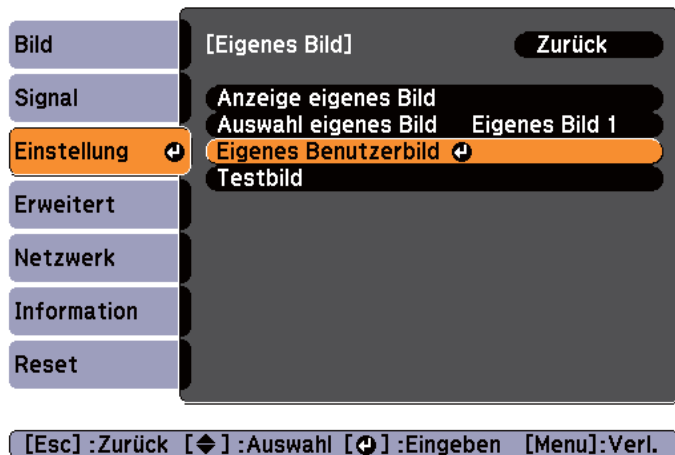 Bild
Signal
Einstellung
Erweitert
Netzwerk
Information
Reset
[Eigenes Bild] Zurück
Anzeige eigenes Bild
Auswahl eigenes Bild Eigenes Bild 1
Eigenes Benutzerbild
Testbild
[Esc] :Zurück [◆] :Auswahl [⏎] :Eingeben [Menu]:Verl.